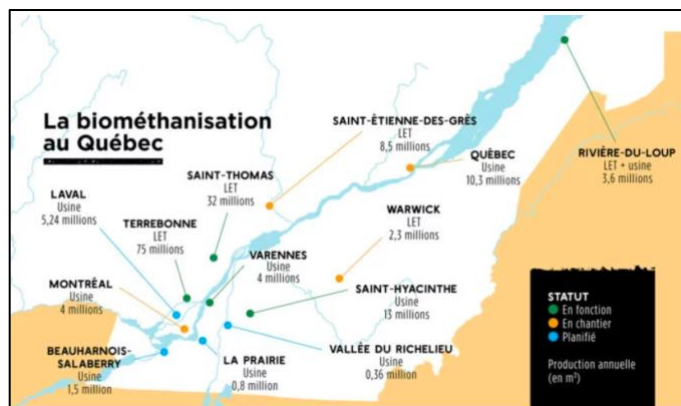 La biométhanisation
au Québec
SAINT-ÉTIENNE-DES-GRÈS
LET
8,5 millions
QUÉBEC
Usine
10,3 millions
RIVIÈRE-DU-LOUP
LET + usine
3,6 millions
SAINT-THOMAS
LET
32 millions
LAVAL
Usine
5,24 millions
TERREBONNE
LET
75 millions
WARWICK
LET
2,3 millions
VARENNES
Usine
4 millions
MONTRÉAL
Usine
4 millions
SAINT-HYACINTHE
Usine
13 millions
BEAUHARNOIS-
SALABERRY
Usine
1,5 million
LA PRAIRIE
Usine
0,8 million
VALLÉE DU RICHELIEU
Usine
0,36 million
STATUT
En fonction
En chantier
Planifié
Production annuelle
(en m³)